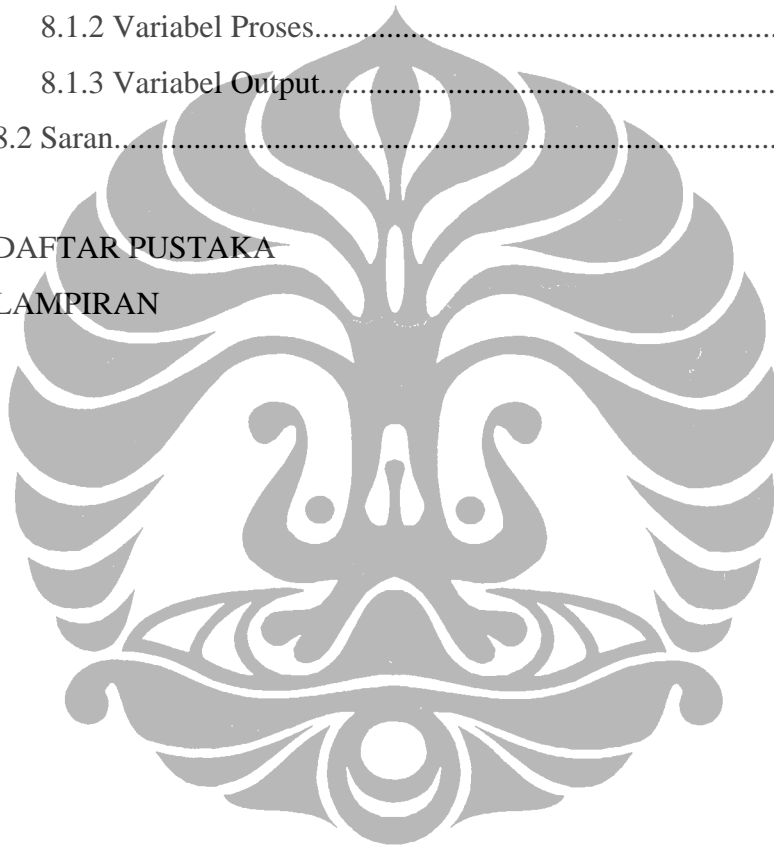 8.1.2 Variabel Proses.........................................................
8.1.3 Variabel Output........................................................
8.2 Saran.................................................................................
DAFTAR PUSTAKA
LAMPIRAN